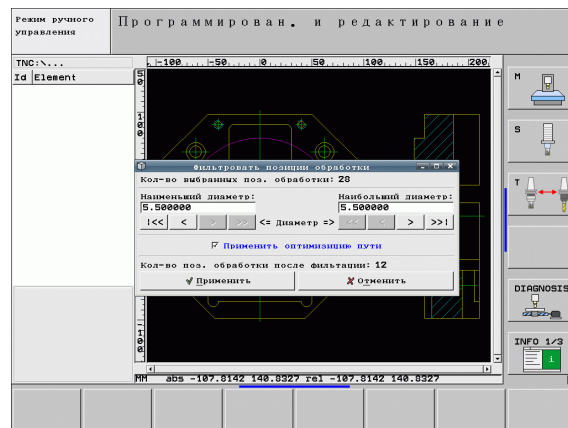 Режим ручного
управления
Программирован. и редактирование
TNC:\...
Id Element
-100 -50 0 50 100 150 200
M
S
T
Фильтровать позиции обработки
Кол-во выбранных поз. обработки: 28
Наименьший диаметр: Наибольший диаметр:
5.500000 5.500000
|<< < > >> <= Диаметр => << < > >>|
Применить оптимизицию пути
Кол-во поз. обработки после фильтации: 12
Применить Отменить
DIAGNOSIS
INFO 1/3
MM abs -107.8142 140.8327 rel -107.8142 140.8327